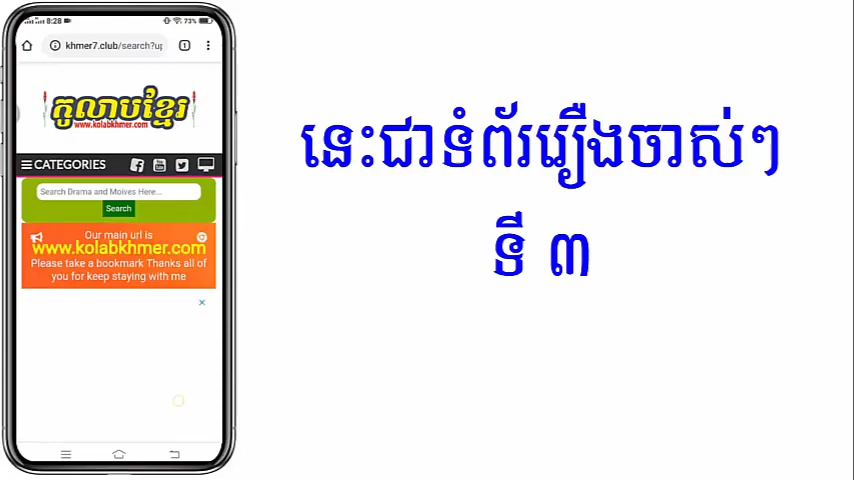 8:28
73%
khmer7.club/search?up
1
កូលាបខ្មែរ
www.kolabkhmer.com
CATEGORIES
Search Drama and Moives Here...
Search
Our main url is
www.kolabkhmer.com
Please take a bookmark Thanks all of
you for keep staying with me
នេះជាទំព័ររឿងចាស់ៗ
ទី ៣